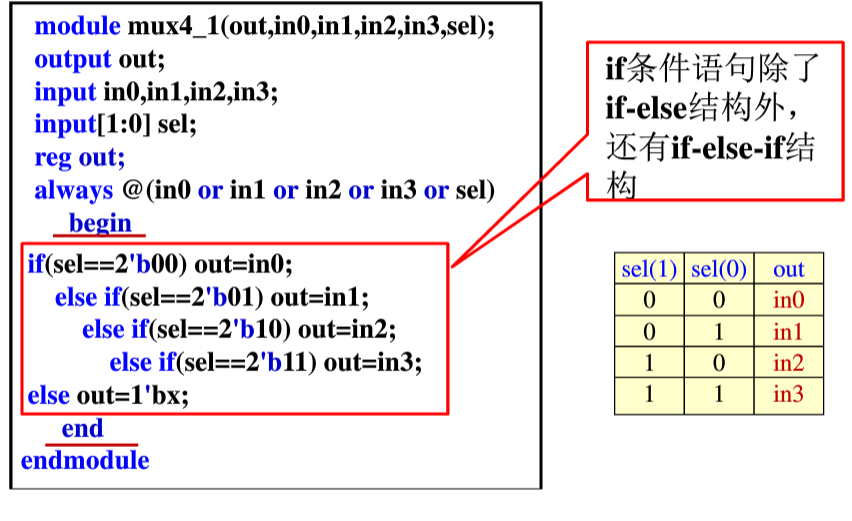 module mux4_1(out,in0,in1,in2,in3,sel);
output out;
input in0,in1,in2,in3;
input[1:0] sel;
reg out;
always @(in0 or in1 or in2 or in3 or sel)
begin
if(sel==2'b00) out=in0;
else if(sel==2'b01) out=in1;
else if(sel==2'b10) out=in2;
else if(sel==2'b11) out=in3;
else out=1'bx;
end
endmodule
if条件语句除了
if-else结构外，
还有if-else-if结
构
sel(1) sel(0) out
0 0 in0
0 1 in1
1 0 in2
1 1 in3